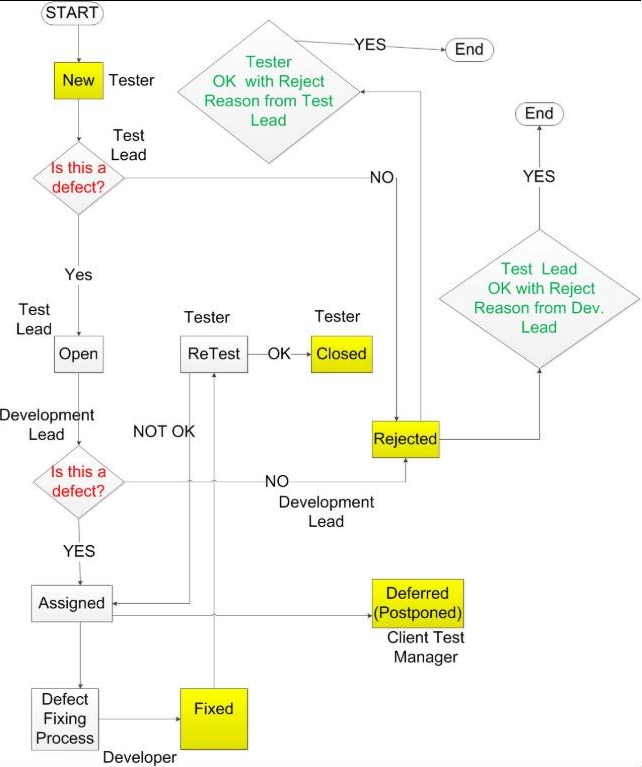 START
New
Tester
Test
Lead
Is this a
defect?
Yes
NO
Tester
OK with Reject
Reason from Test
Lead
YES
End
End
YES
Test Lead
OK with Reject
Reason from Dev.
Lead
Test
Lead
Open
Tester
ReTest
OK
Tester
Closed
Rejected
Development
Lead
NOT OK
Is this a
defect?
NO
Development
Lead
YES
Assigned
Deferred
(Postponed)
Client Test
Manager
Defect
Fixing
Process
Developer
Fixed